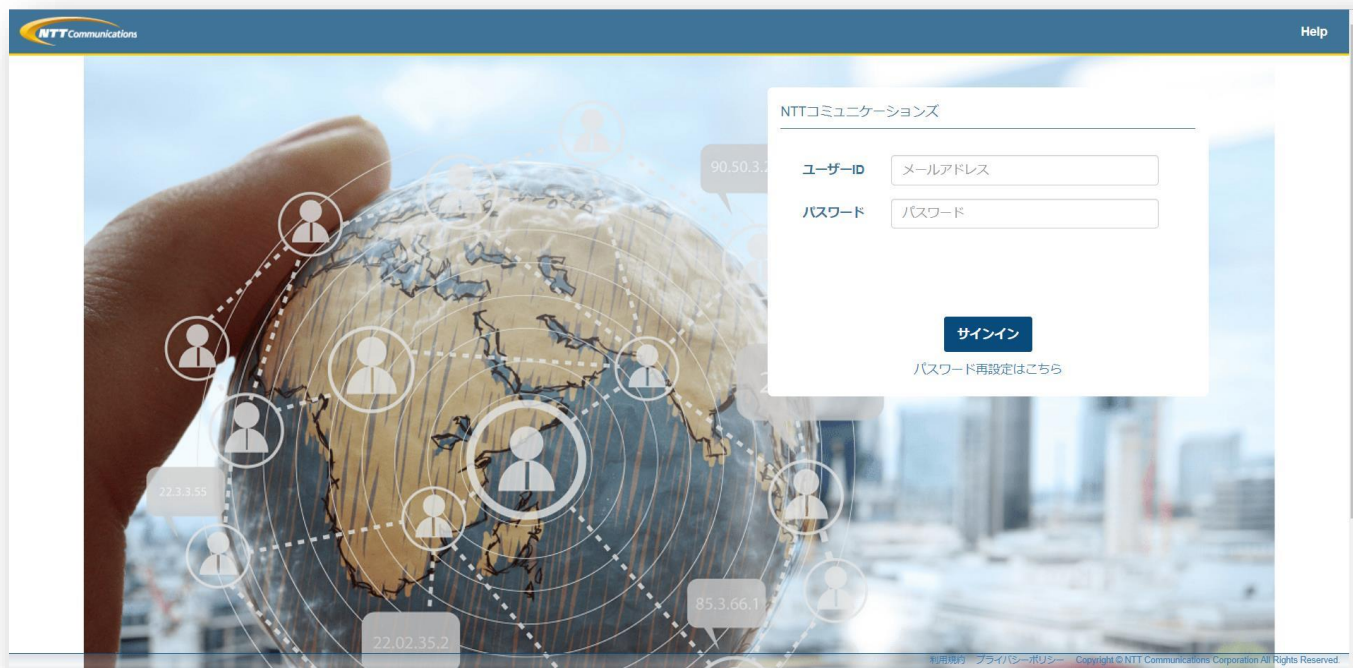 NTT Communications
Help
NTTコミュニケーションズ
ユーザーID メールアドレス
パスワード パスワード
サインイン
パスワード再設定はこちら
90.50.3.2
22.3.3.55
85.3.66.1
22.02.35.2
利用規約 プライバシーポリシー Copyright © NTT Communications Corporation All Rights Reserved.